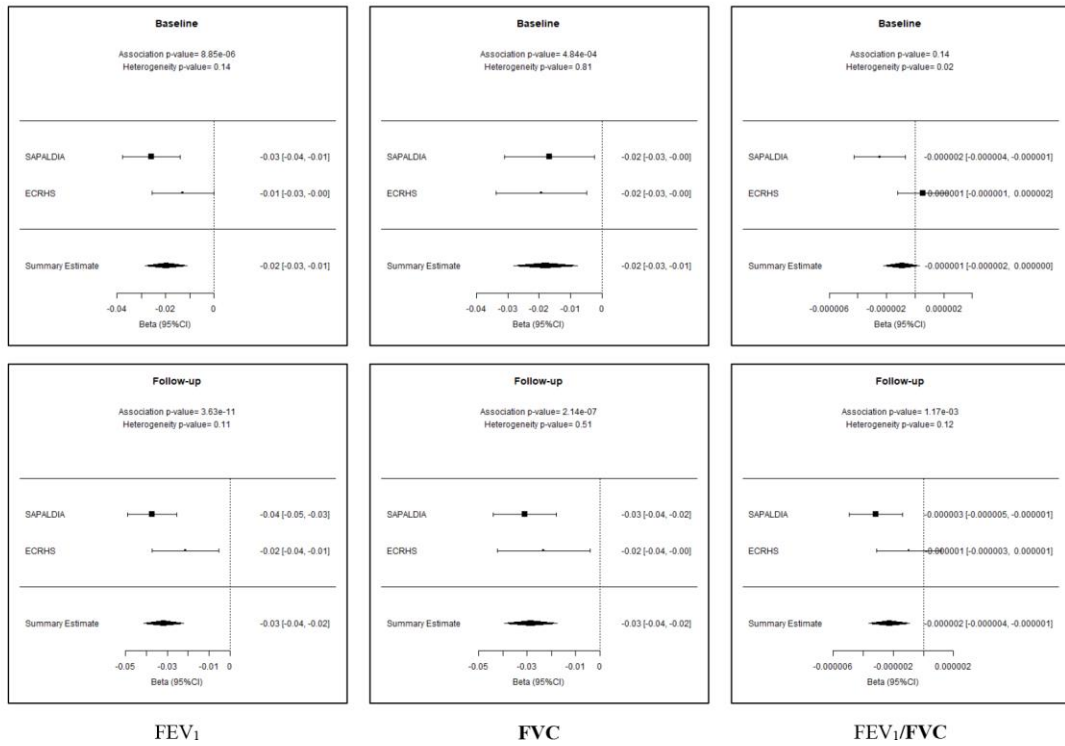 Baseline
Association p-value= 8.85e-06
Heterogeneity p-value= 0.14
SAPALDIA -0.03 [-0.04, -0.01]
ECRHS -0.01 [-0.03, -0.00]
Summary Estimate -0.02 [-0.03, -0.01]
-0.04 -0.02 0
Beta (95%CI)
Baseline
Association p-value= 4.84e-04
Heterogeneity p-value= 0.81
SAPALDIA -0.02 [-0.03, -0.00]
ECRHS -0.02 [-0.03, -0.00]
Summary Estimate -0.02 [-0.03, -0.01]
-0.04 -0.03 -0.02 -0.01 0
Beta (95%CI)
Baseline
Association p-value= 0.14
Heterogeneity p-value= 0.02
SAPALDIA -0.000002 [-0.000004, -0.000001]
ECRHS 0.000001 [-0.000001, 0.000002]
Summary Estimate -0.000001 [-0.000002, 0.000000]
-0.000006 -0.000002 0.000002
Beta (95%CI)
Follow-up
Association p-value= 3.63e-11
Heterogeneity p-value= 0.11
SAPALDIA -0.04 [-0.05, -0.03]
ECRHS -0.02 [-0.04, -0.01]
Summary Estimate -0.03 [-0.04, -0.02]
-0.05 -0.03 -0.01 0
Beta (95%CI)
Follow-up
Association p-value= 2.14e-07
Heterogeneity p-value= 0.51
SAPALDIA -0.03 [-0.04, -0.02]
ECRHS -0.02 [-0.04, -0.00]
Summary Estimate -0.03 [-0.04, -0.02]
-0.05 -0.03 -0.01 0
Beta (95%CI)
Follow-up
Association p-value= 1.17e-03
Heterogeneity p-value= 0.12
SAPALDIA -0.000003 [-0.000005, -0.000001]
ECRHS -0.000001 [-0.000003, 0.000001]
Summary Estimate -0.000002 [-0.000004, -0.000001]
-0.000006 -0.000002 0.000002
Beta (95%CI)
FEV₁
FVC
FEV₁/FVC